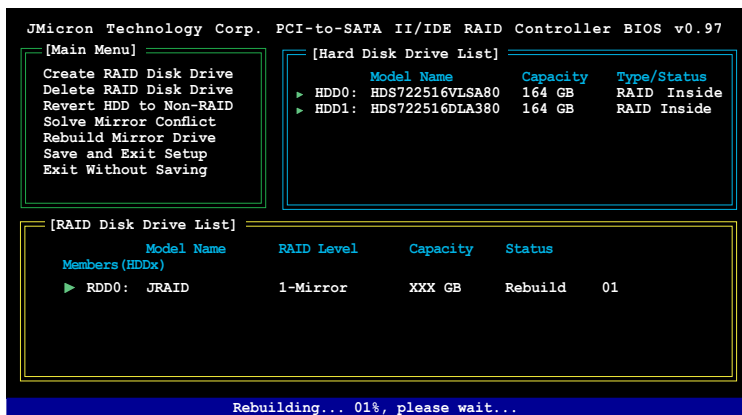 JMicron Technology Corp. PCI-to-SATA II/IDE RAID Controller BIOS v0.97
[Main Menu]
Create RAID Disk Drive
Delete RAID Disk Drive
Revert HDD to Non-RAID
Solve Mirror Conflict
Rebuild Mirror Drive
Save and Exit Setup
Exit Without Saving
[Hard Disk Drive List]
Model Name Capacity Type/Status
HDD0: HDS722516VLSA80 164 GB RAID Inside
HDD1: HDS722516DLA380 164 GB RAID Inside
[RAID Disk Drive List]
Model Name RAID Level Capacity Status
Members(HDDx)
RDD0: JRAID 1-Mirror XXX GB Rebuild 01
Rebuilding... 01%, please wait...